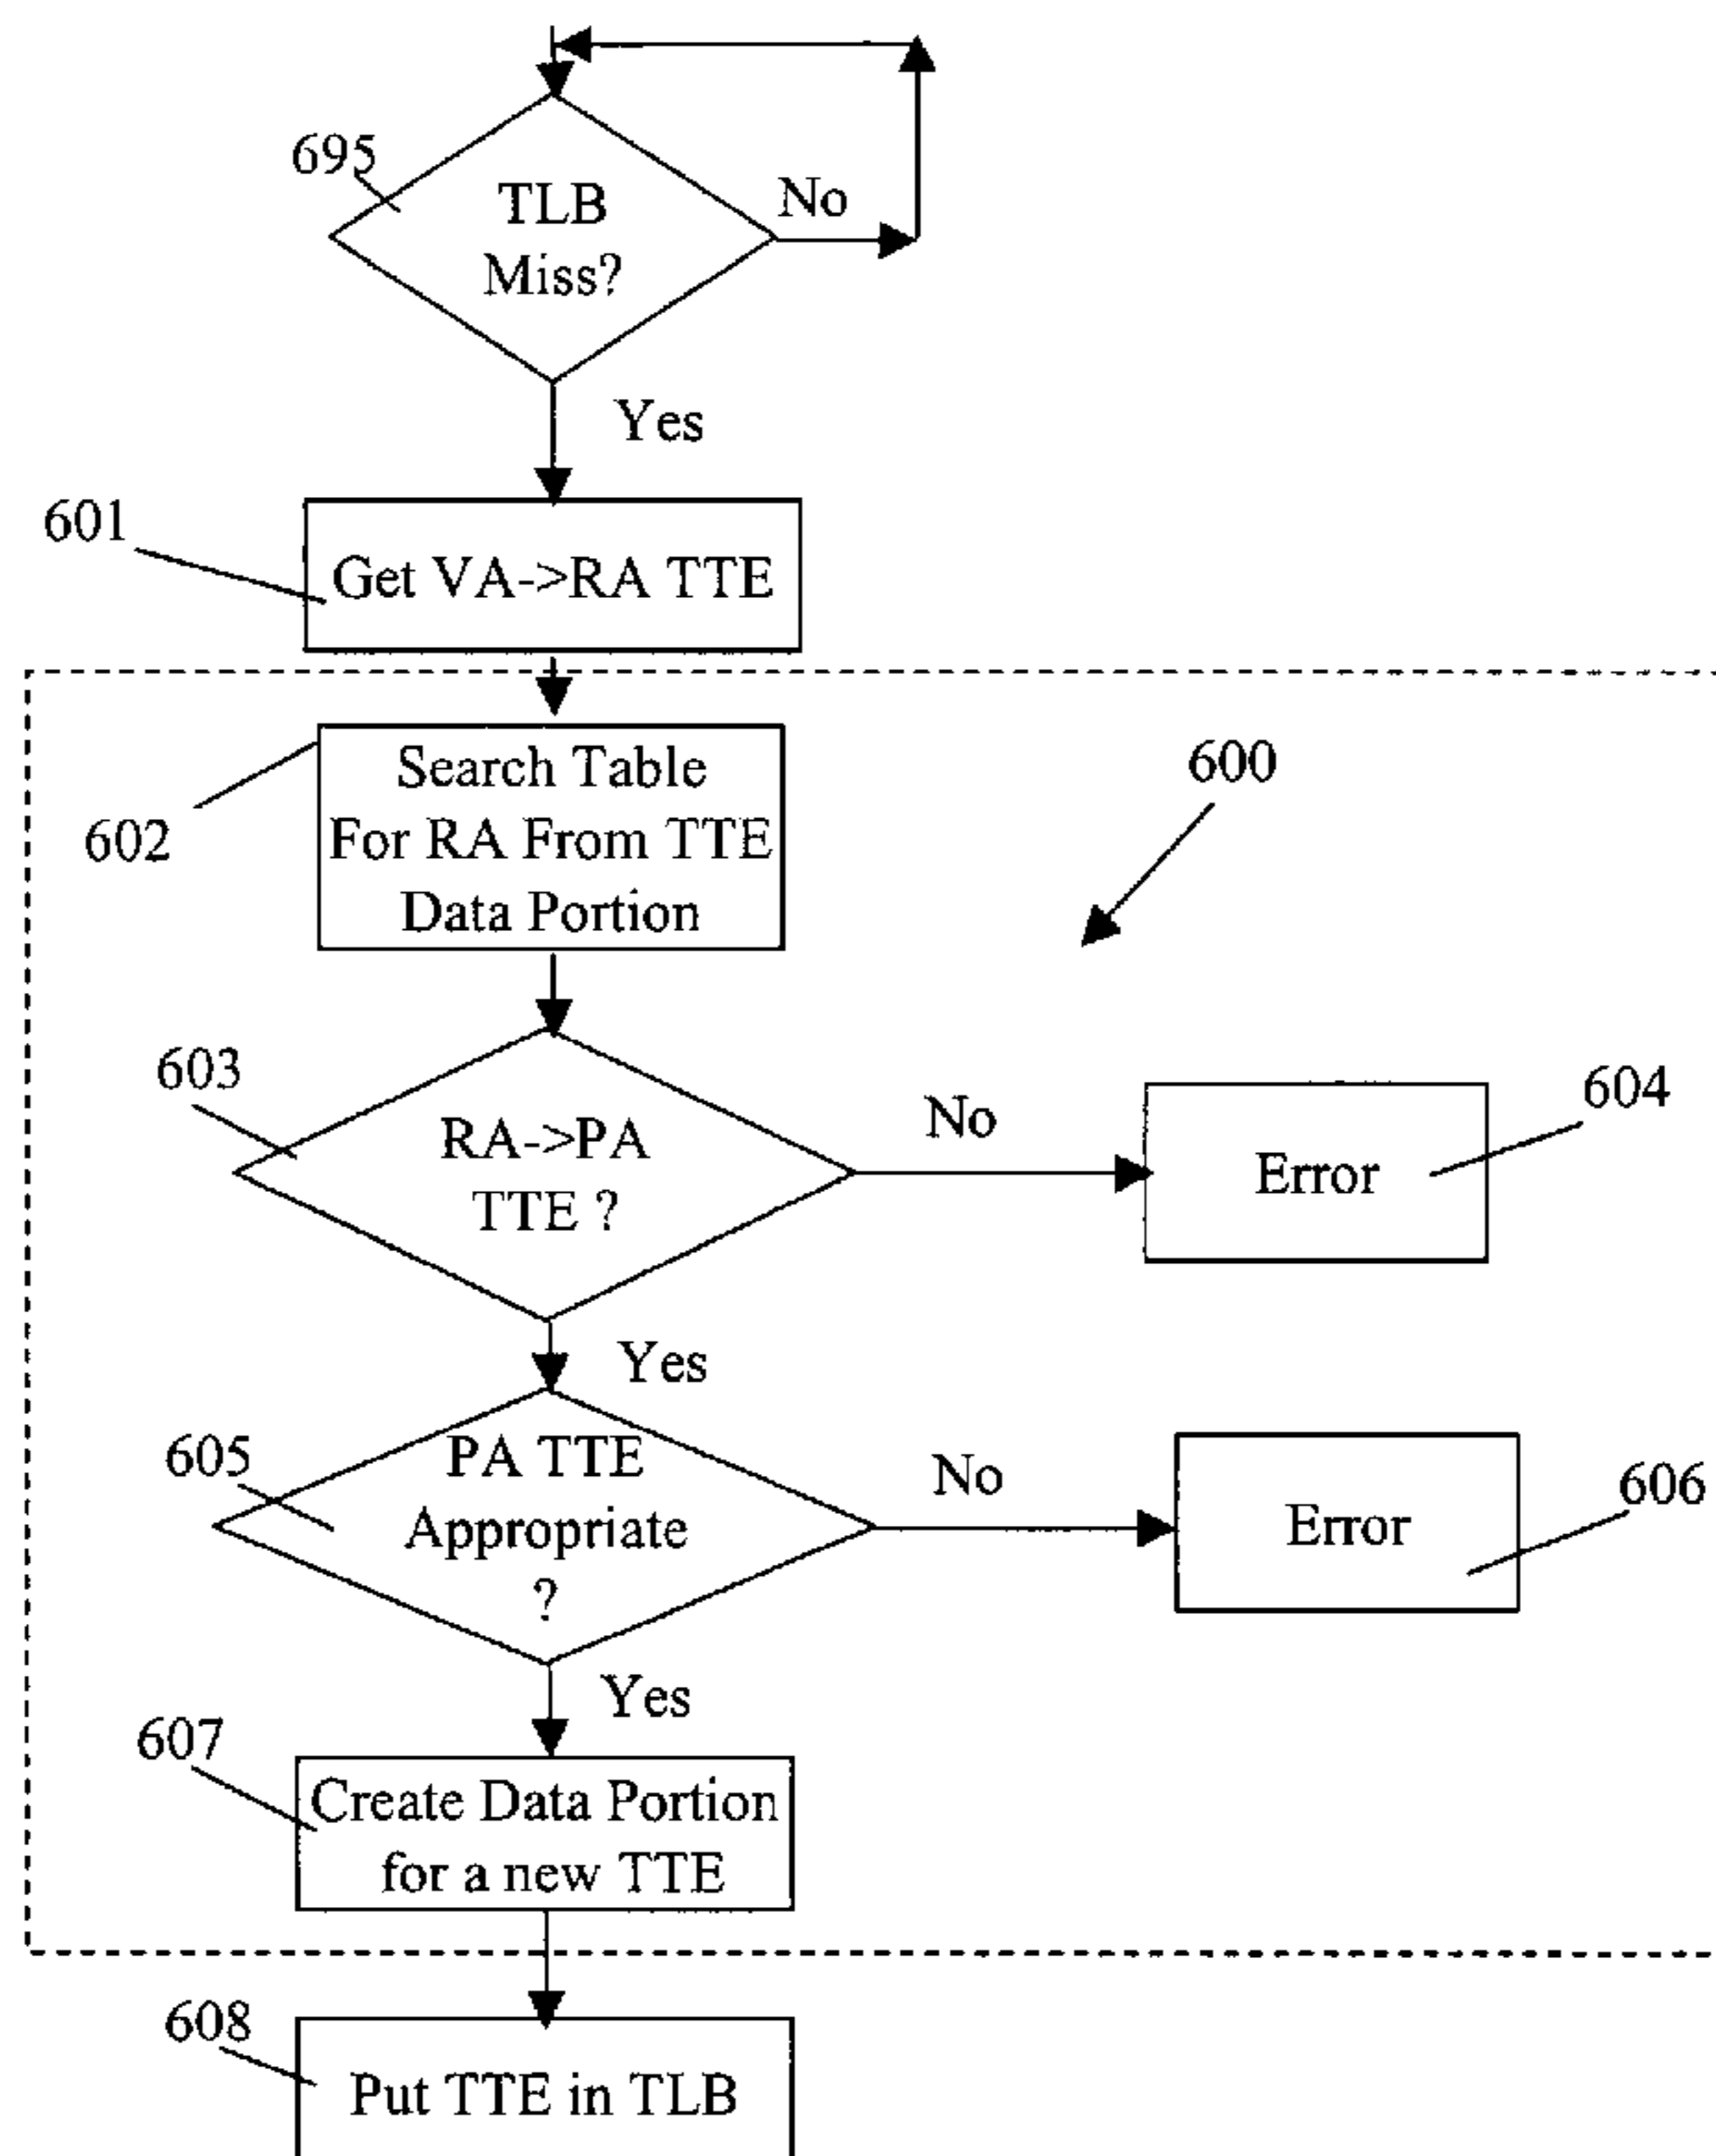 695
TLB
Miss?
No
Yes
601
Get VA->RA TTE
602
Search Table
For RA From TTE
Data Portion
600
603
RA->PA
TTE ?
No
Error
604
Yes
605
PA TTE
Appropriate
?
No
Error
606
Yes
607
Create Data Portion
for a new TTE
608
Put TTE in TLB